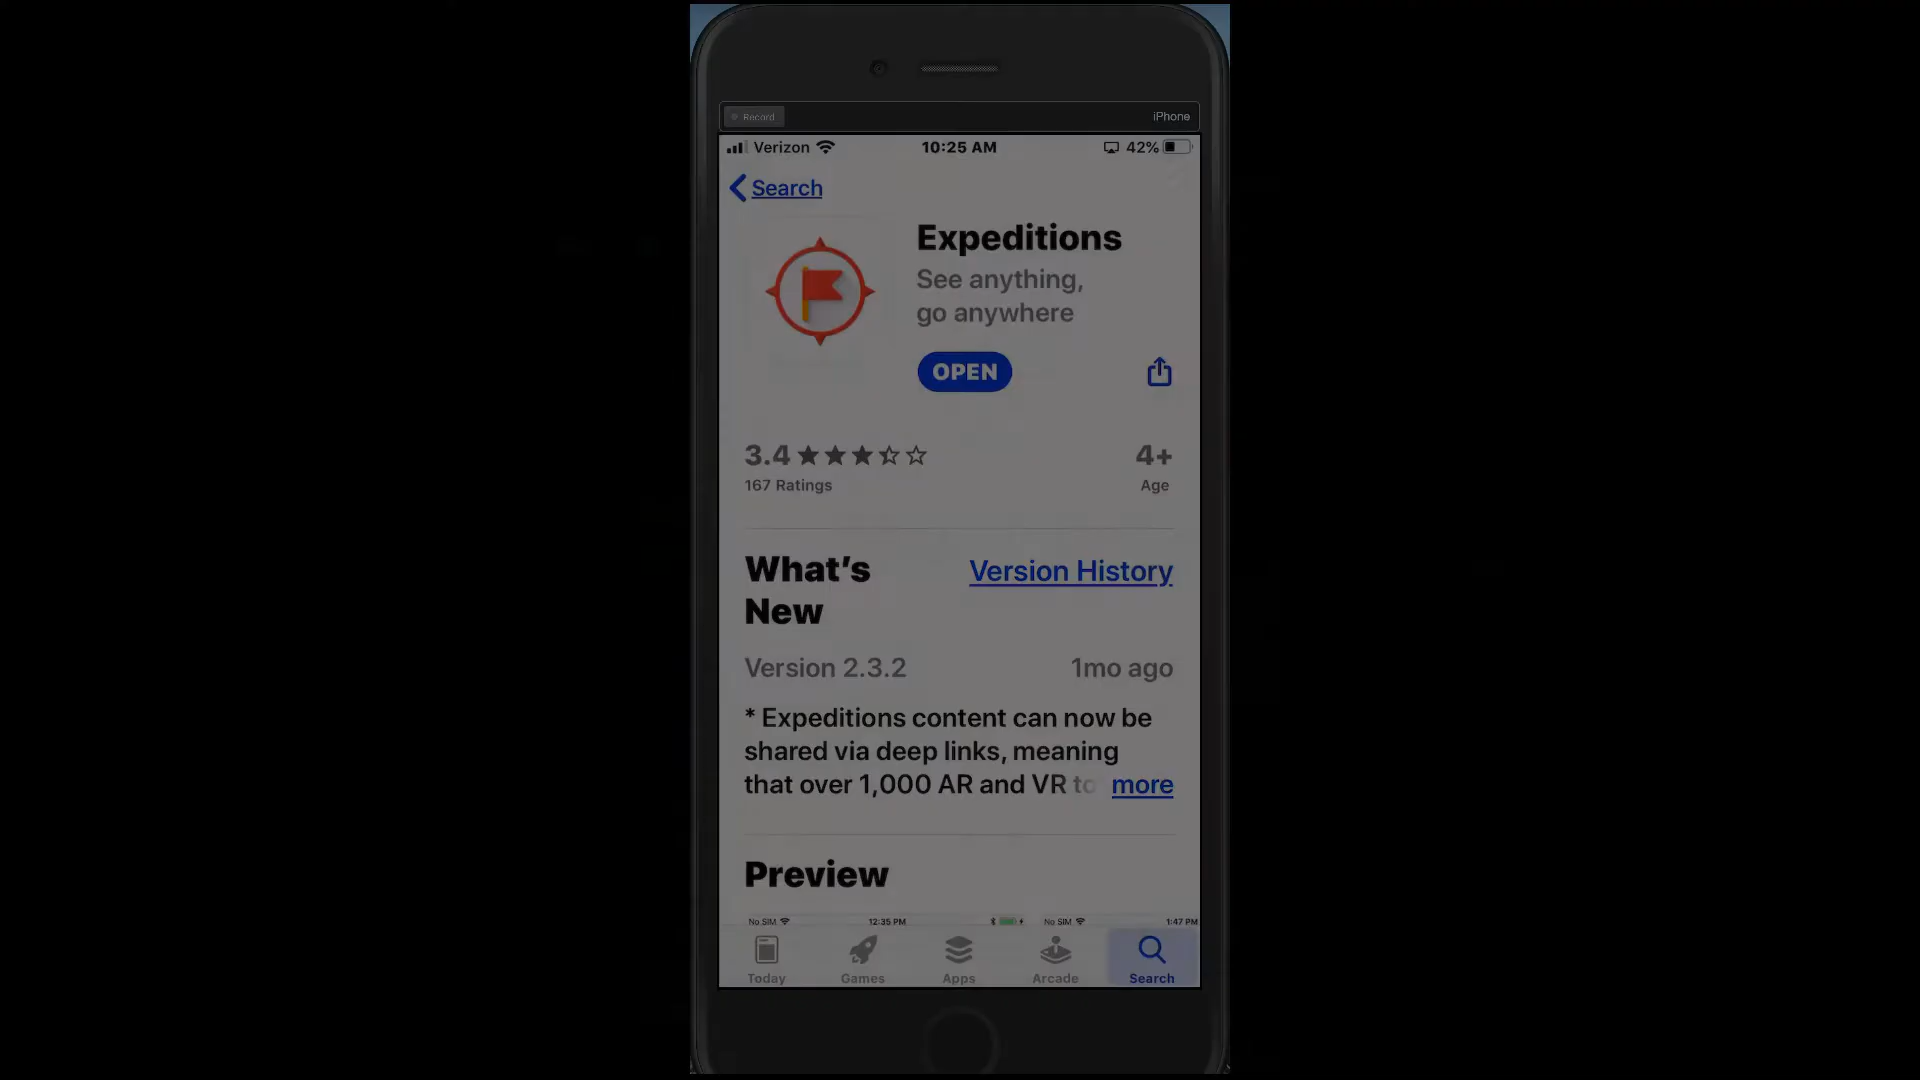 Record
iPhone
Verizon 10:25 AM 42%
Search
Expeditions
See anything,
go anywhere
OPEN
3.4
4+
167 Ratings
Age
What's
New
Version History
Version 2.3.2
1mo ago
* Expeditions content can now be
shared via deep links, meaning
that over 1,000 AR and VR to more
Preview
No SIM 12:35 PM
No SIM 1:47 PM
Today Games Apps Arcade Search